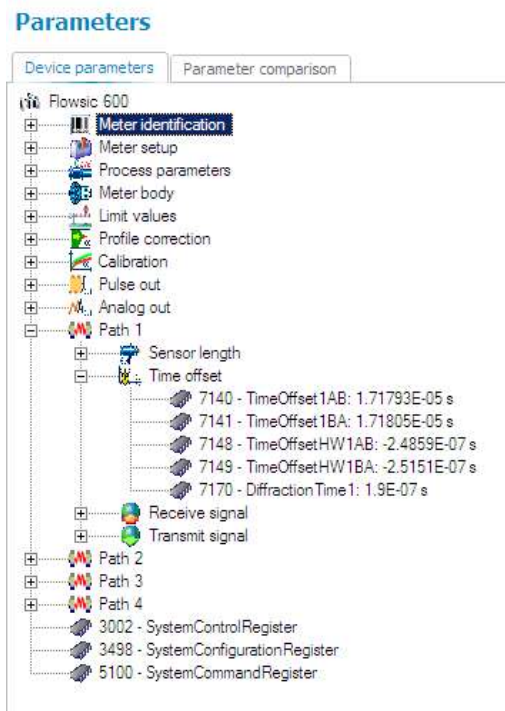 Parameters
Device parameters Parameter comparison
Flowsic 600
Meter identification
Meter setup
Process parameters
Meter body
Limit values
Profile correction
Calibration
Pulse out
Analog out
Path 1
Sensor length
Time offset
7140 - TimeOffset1AB: 1.71793E-05 s
7141 - TimeOffset1BA: 1.71805E-05 s
7148 - TimeOffsetHW1AB: -2.4859E-07 s
7149 - TimeOffsetHW1BA: -2.5151E-07 s
7170 - DiffractionTime1: 1.9E-07 s
Receive signal
Transmit signal
Path 2
Path 3
Path 4
3002 - SystemControlRegister
3498 - SystemConfigurationRegister
5100 - SystemCommandRegister